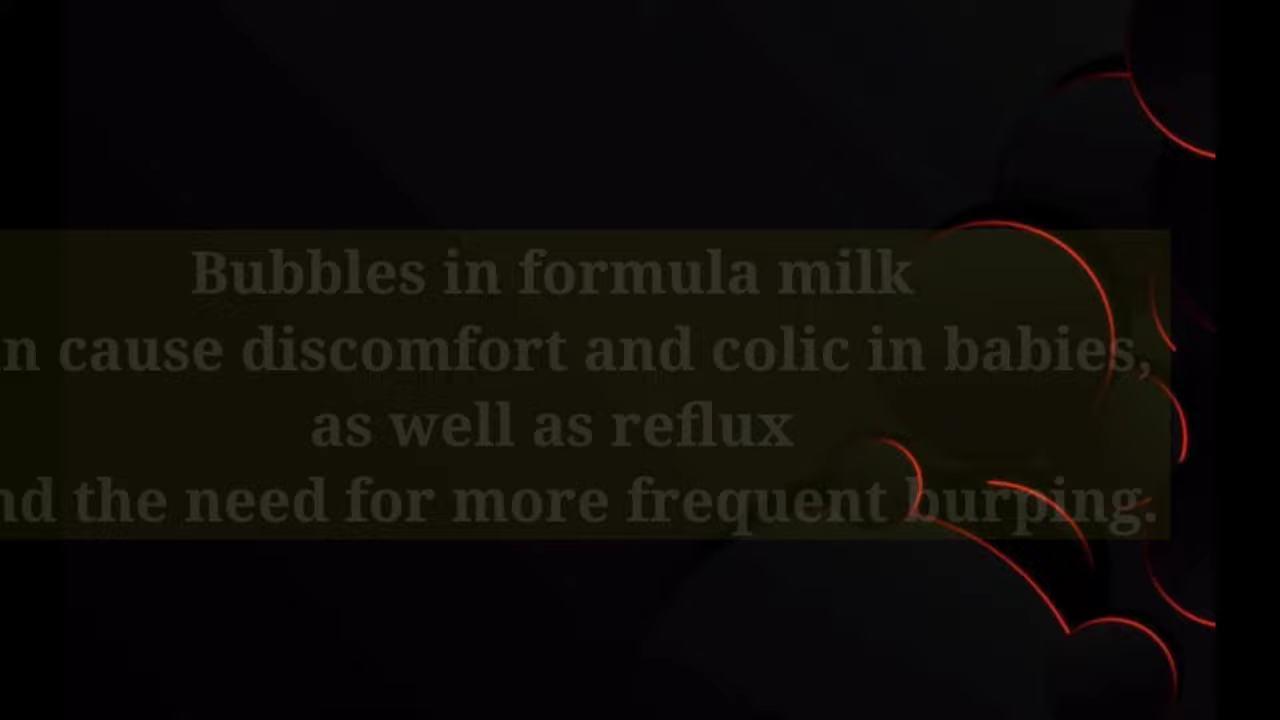 Bubbles in formula milk
n cause discomfort and colic in babies,
as well as reflux
nd the need for more frequent burping.